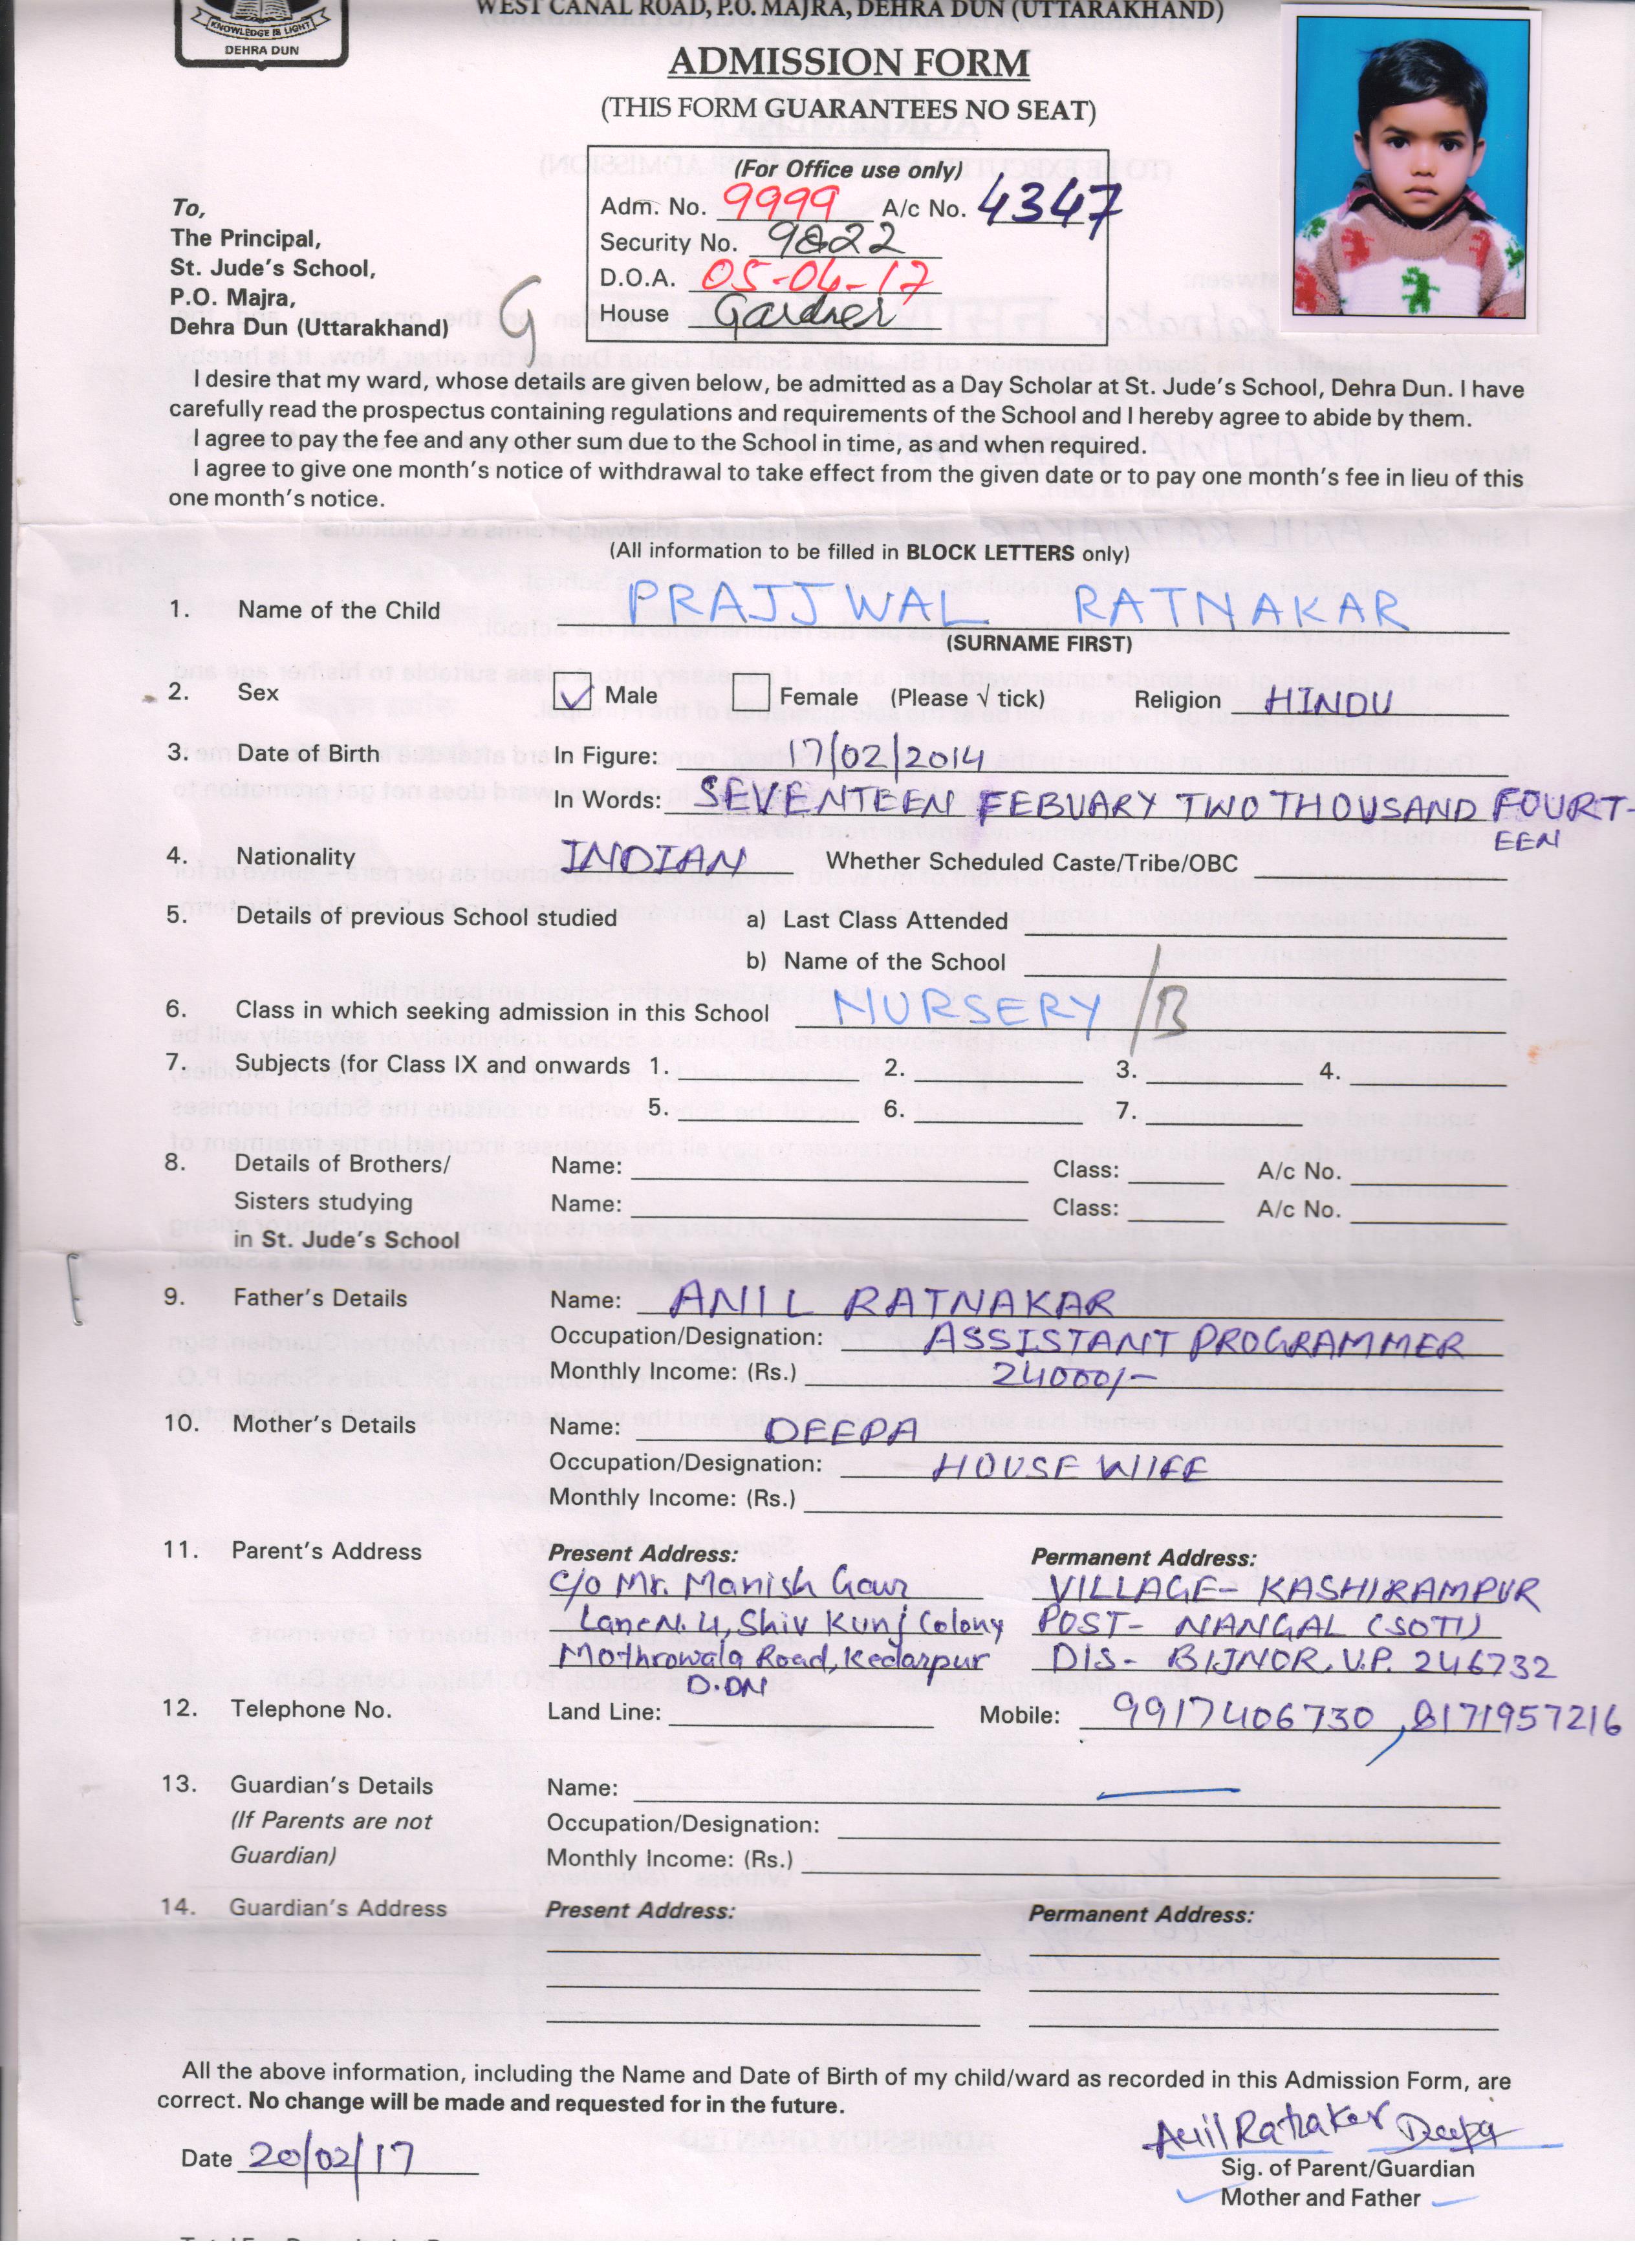 WEST CANAL ROAD, P.O. MAJRA, DEHRA DUN (UTTARAKHAND)
KNOWLEDGE IS LIGHT
DEHRA DUN
ADMISSION FORM
(THIS FORM GUARANTEES NO SEAT)
(For Office use only)
Adm. No. 9999 A/c No. 4347
Security No. 9822
D.O.A. 05-04-17
House Gardner
To,
The Principal,
St. Jude's School,
P.O. Majra,
Dehra Dun (Uttarakhand)
G
I desire that my ward, whose details are given below, be admitted as a Day Scholar at St. Jude's School, Dehra Dun. I have
carefully read the prospectus containing regulations and requirements of the School and I hereby agree to abide by them.
I agree to pay the fee and any other sum due to the School in time, as and when required.
I agree to give one month's notice of withdrawal to take effect from the given date or to pay one month's fee in lieu of this
one month's notice.
(All information to be filled in BLOCK LETTERS only)
1. Name of the Child PRAJJWAL RATNAKAR
(SURNAME FIRST)
2. Sex Male Female (Please √ tick) Religion HINDU
3. Date of Birth In Figure: 17/02/2014
In Words: SEVENTEEN FEBUARY TWO THOUSAND FOURT-
EEN
4. Nationality INDIAN Whether Scheduled Caste/Tribe/OBC
5. Details of previous School studied a) Last Class Attended
b) Name of the School
6. Class in which seeking admission in this School NURSERY /B
7. Subjects (for Class IX and onwards 1. 2. 3. 4.
5. 6. 7.
8. Details of Brothers/ Name: Class: A/c No.
Sisters studying Name: Class: A/c No.
in St. Jude's School
9. Father's Details Name: ANIL RATNAKAR
Occupation/Designation: ASSISTANT PROGRAMMER
Monthly Income: (Rs.) 24000/-
10. Mother's Details Name: DEEPA
Occupation/Designation: HOUSE WIFE
Monthly Income: (Rs.)
11. Parent's Address Present Address: Permanent Address:
C/o Mr. Manish Gaur VILLAGE- KASHIRAMPUR
Lane N. 4, Shiv Kunj Colony POST- NANGAL (SOTI)
Mothrowala Road, Kedarpur DIS- BIJNOR, U.P. 246732
D.DN
12. Telephone No. Land Line: Mobile: 9917406730, 8171957216
13. Guardian's Details Name: —
(If Parents are not Occupation/Designation:
Guardian) Monthly Income: (Rs.)
14. Guardian's Address Present Address: Permanent Address:
All the above information, including the Name and Date of Birth of my child/ward as recorded in this Admission Form, are
correct. No change will be made and requested for in the future.
Anil Ratnaker Deepa
Date 20/02/17
Sig. of Parent/Guardian
Mother and Father